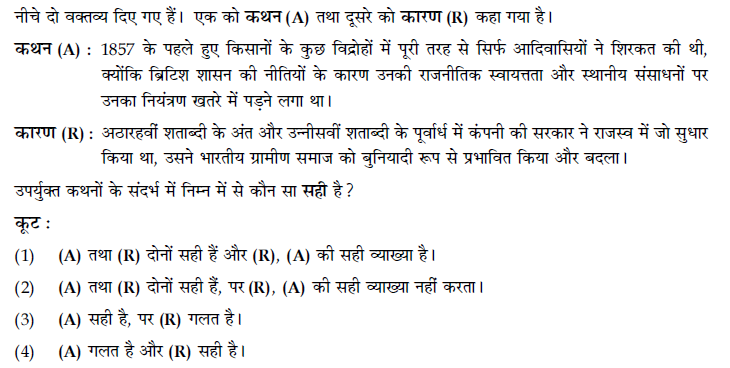 नीचे दो वक्तव्य दिए गए हैं। एक को कथन (A) तथा दूसरे को कारण (R) कहा गया है।
कथन (A) : 1857 के पहले हुए किसानों के कुछ विद्रोहों में पूरी तरह से सिर्फ आदिवासियों ने शिरकत की थी,
क्योंकि ब्रिटिश शासन की नीतियों के कारण उनकी राजनीतिक स्वायत्तता और स्थानीय संसाधनों पर
उनका नियंत्रण खतरे में पड़ने लगा था।
कारण (R) : अठारहवीं शताब्दी के अंत और उन्नीसवीं शताब्दी के पूर्वार्ध में कंपनी की सरकार ने राजस्व में जो सुधार
किया था, उसने भारतीय ग्रामीण समाज को बुनियादी रूप से प्रभावित किया और बदला।
उपर्युक्त कथनों के संदर्भ में निम्न में से कौन सा सही है?
कूट :
(1) (A) तथा (R) दोनों सही हैं और (R), (A) की सही व्याख्या है।
(2) (A) तथा (R) दोनों सही हैं, पर (R), (A) की सही व्याख्या नहीं करता।
(3) (A) सही है, पर (R) गलत है।
(4) (A) गलत है और (R) सही है।